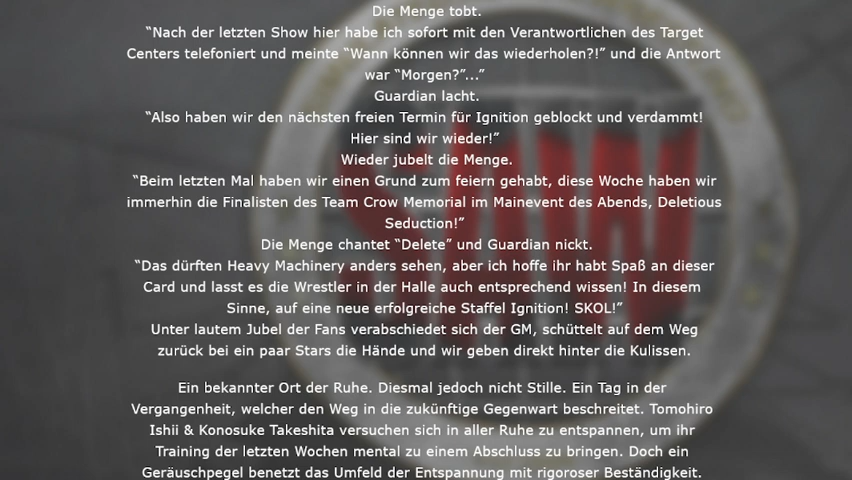 Die Menge tobt.
“Nach der letzten Show hier habe ich sofort mit den Verantwortlichen des Target
Centers telefoniert und meinte “Wann können wir das wiederholen?!” und die Antwort
war “Morgen?”...”
Guardian lacht.
“Also haben wir den nächsten freien Termin für Ignition geblockt und verdammt!
Hier sind wir wieder!”
Wieder jubelt die Menge.
“Beim letzten Mal haben wir einen Grund zum feiern gehabt, diese Woche haben wir
immerhin die Finalisten des Team Crow Memorial im Mainevent des Abends, Deletious
Seduction!”
Die Menge chantet “Delete” und Guardian nickt.
“Das dürften Heavy Machinery anders sehen, aber ich hoffe ihr habt Spaß an dieser
Card und lasst es die Wrestler in der Halle auch entsprechend wissen! In diesem
Sinne, auf eine neue erfolgreiche Staffel Ignition! SKOL!”
Unter lautem Jubel der Fans verabschiedet sich der GM, schüttelt auf dem Weg
zurück bei ein paar Stars die Hände und wir geben direkt hinter die Kulissen.
Ein bekannter Ort der Ruhe. Diesmal jedoch nicht Stille. Ein Tag in der
Vergangenheit, welcher den Weg in die zukünftige Gegenwart beschreitet. Tomohiro
Ishii & Konosuke Takeshita versuchen sich in aller Ruhe zu entspannen, um ihr
Training der letzten Wochen mental zu einem Abschluss zu bringen. Doch ein
Geräuschpegel benetzt das Umfeld der Entspannung mit rigoroser Beständigkeit.